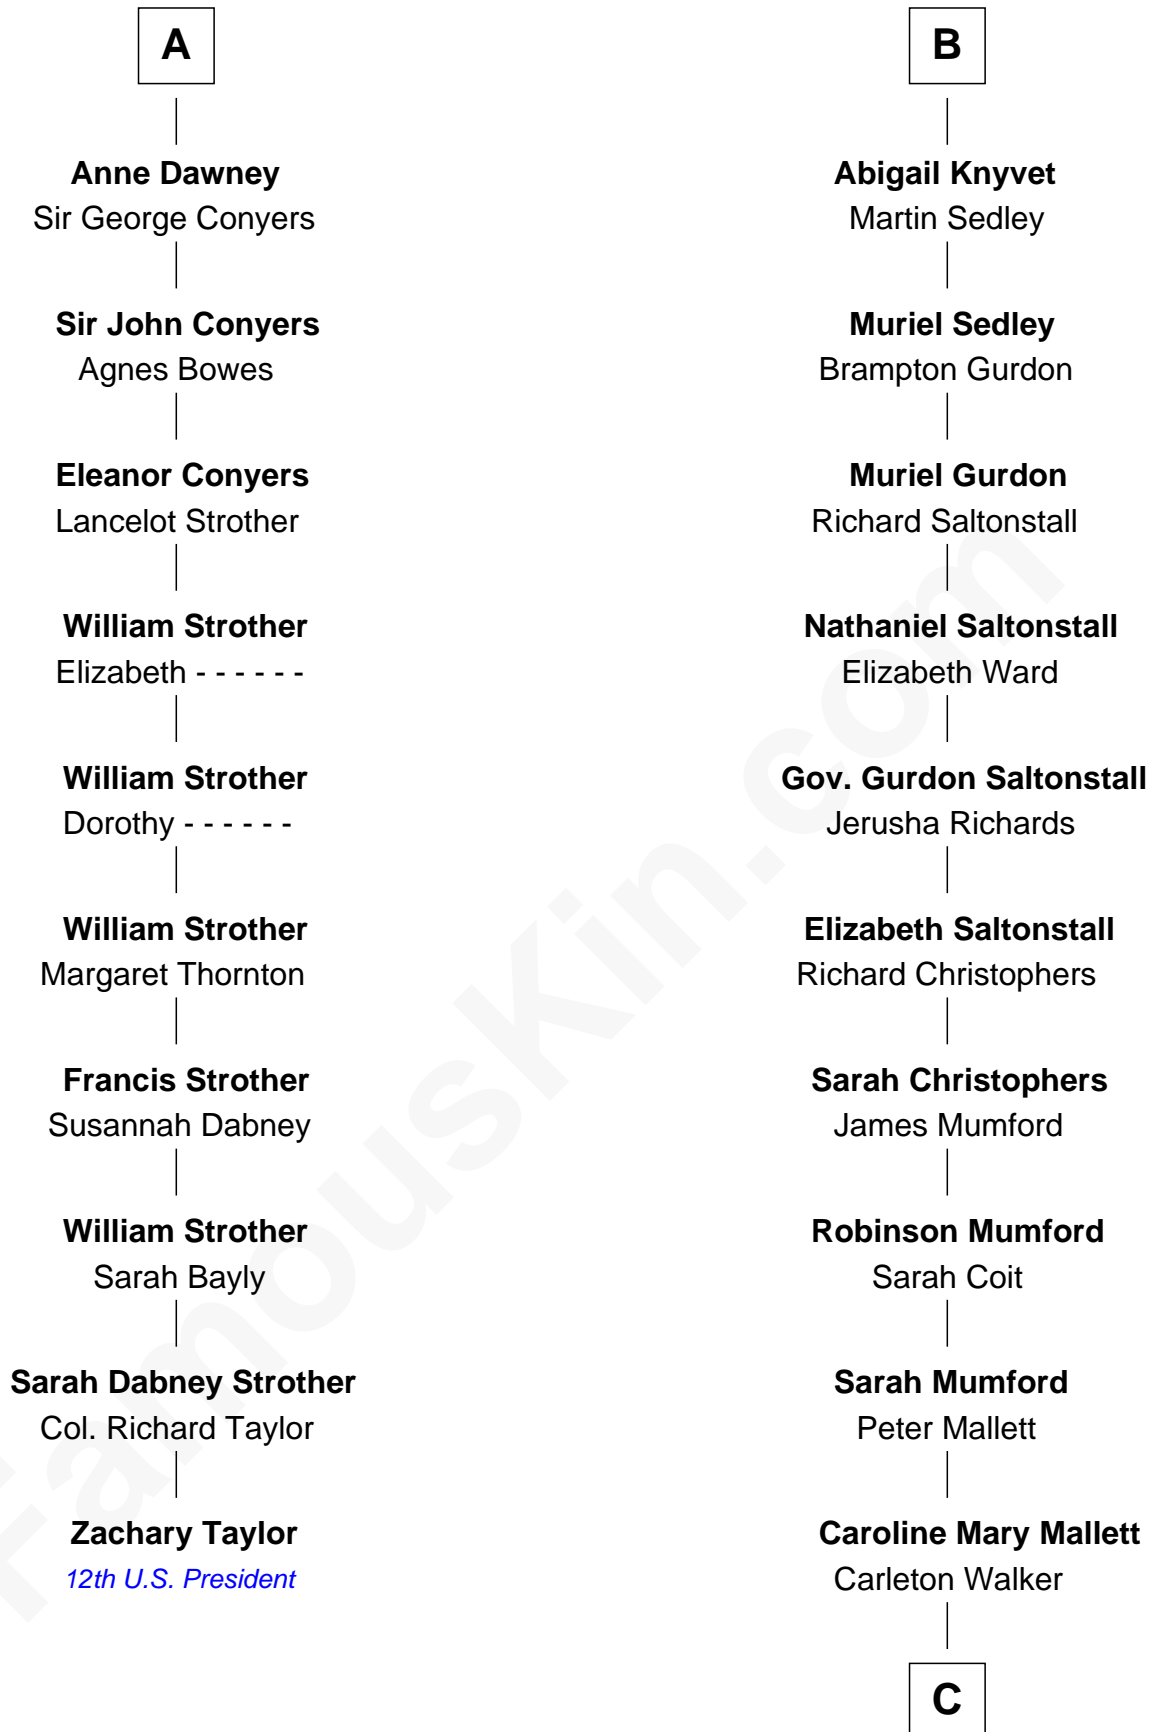 A
Anne Dawney
Sir George Conyers
Sir John Conyers
Agnes Bowes
Eleanor Conyers
Lancelot Strother
William Strother
Elizabeth - - - - - -
William Strother
Dorothy - - - - - -
William Strother
Margaret Thornton
Francis Strother
Susannah Dabney
William Strother
Sarah Bayly
Sarah Dabney Strother
Col. Richard Taylor
Zachary Taylor
12th U.S. President
B
Abigail Knyvet
Martin Sedley
Muriel Sedley
Brampton Gurdon
Muriel Gurdon
Richard Saltonstall
Nathaniel Saltonstall
Elizabeth Ward
Gov. Gurdon Saltonstall
Jerusha Richards
Elizabeth Saltonstall
Richard Christophers
Sarah Christophers
James Mumford
Robinson Mumford
Sarah Coit
Sarah Mumford
Peter Mallett
Caroline Mary Mallett
Carleton Walker
C
FamousKin.com